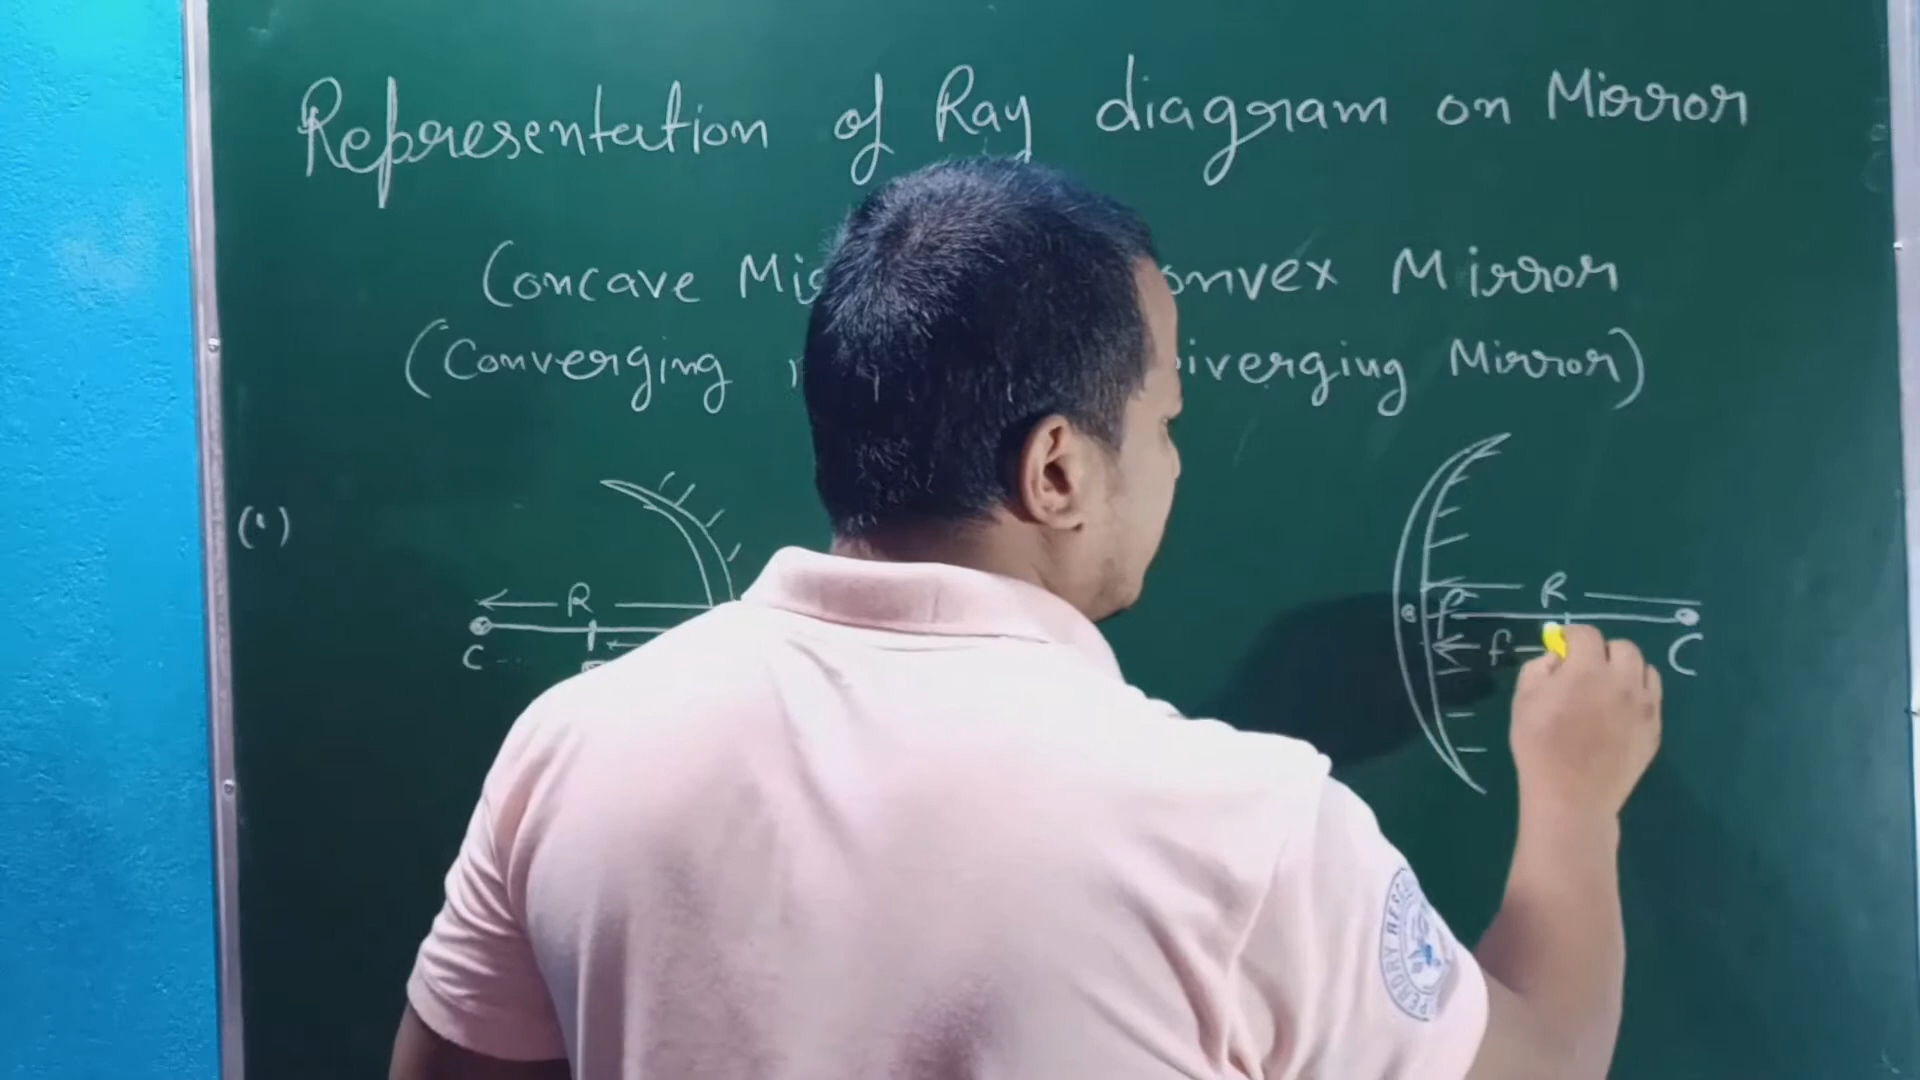 Representation of Ray diagram on Mirror
Concave Mi onvex Mirror
(Converging iverging Mirror)
(1)
R
C
R
P
f
C